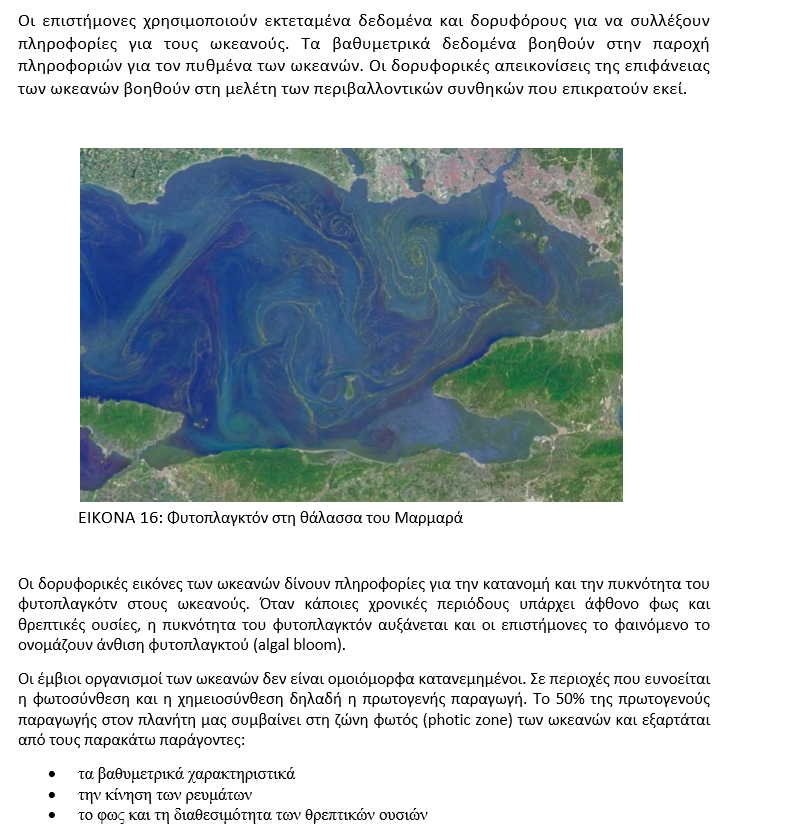 Οι επιστήμονες χρησιμοποιούν εκτεταμένα δεδομένα και δορυφόρους για να συλλέξουν
πληροφορίες για τους ωκεανούς. Τα βαθυμετρικά δεδομένα βοηθούν στην παροχή
πληροφοριών για τον πυθμένα των ωκεανών. Οι δορυφορικές απεικονίσεις της επιφάνειας
των ωκεανών βοηθούν στη μελέτη των περιβαλλοντικών συνθηκών που επικρατούν εκεί.
ΕΙΚΟΝΑ 16: Φυτοπλαγκτόν στη θάλασσα του Μαρμαρά
Οι δορυφορικές εικόνες των ωκεανών δίνουν πληροφορίες για την κατανομή και την πυκνότητα του
φυτοπλαγκότν στους ωκεανούς. Όταν κάποιες χρονικές περιόδους υπάρχει άφθονο φως και
θρεπτικές ουσίες, η πυκνότητα του φυτοπλαγκτόν αυξάνεται και οι επιστήμονες το φαινόμενο το
ονομάζουν άνθιση φυτοπλαγκτού (algal bloom).
Οι έμβιοι οργανισμοί των ωκεανών δεν είναι ομοιόμορφα κατανεμημένοι. Σε περιοχές που ευνοείται
η φωτοσύνθεση και η χημειοσύνθεση δηλαδή η πρωτογενής παραγωγή. Το 50% της πρωτογενούς
παραγωγής στον πλανήτη μας συμβαίνει στη ζώνη φωτός (photic zone) των ωκεανών και εξαρτάται
από τους παρακάτω παράγοντες:
• τα βαθυμετρικά χαρακτηριστικά
• την κίνηση των ρευμάτων
• το φως και τη διαθεσιμότητα των θρεπτικών ουσιών